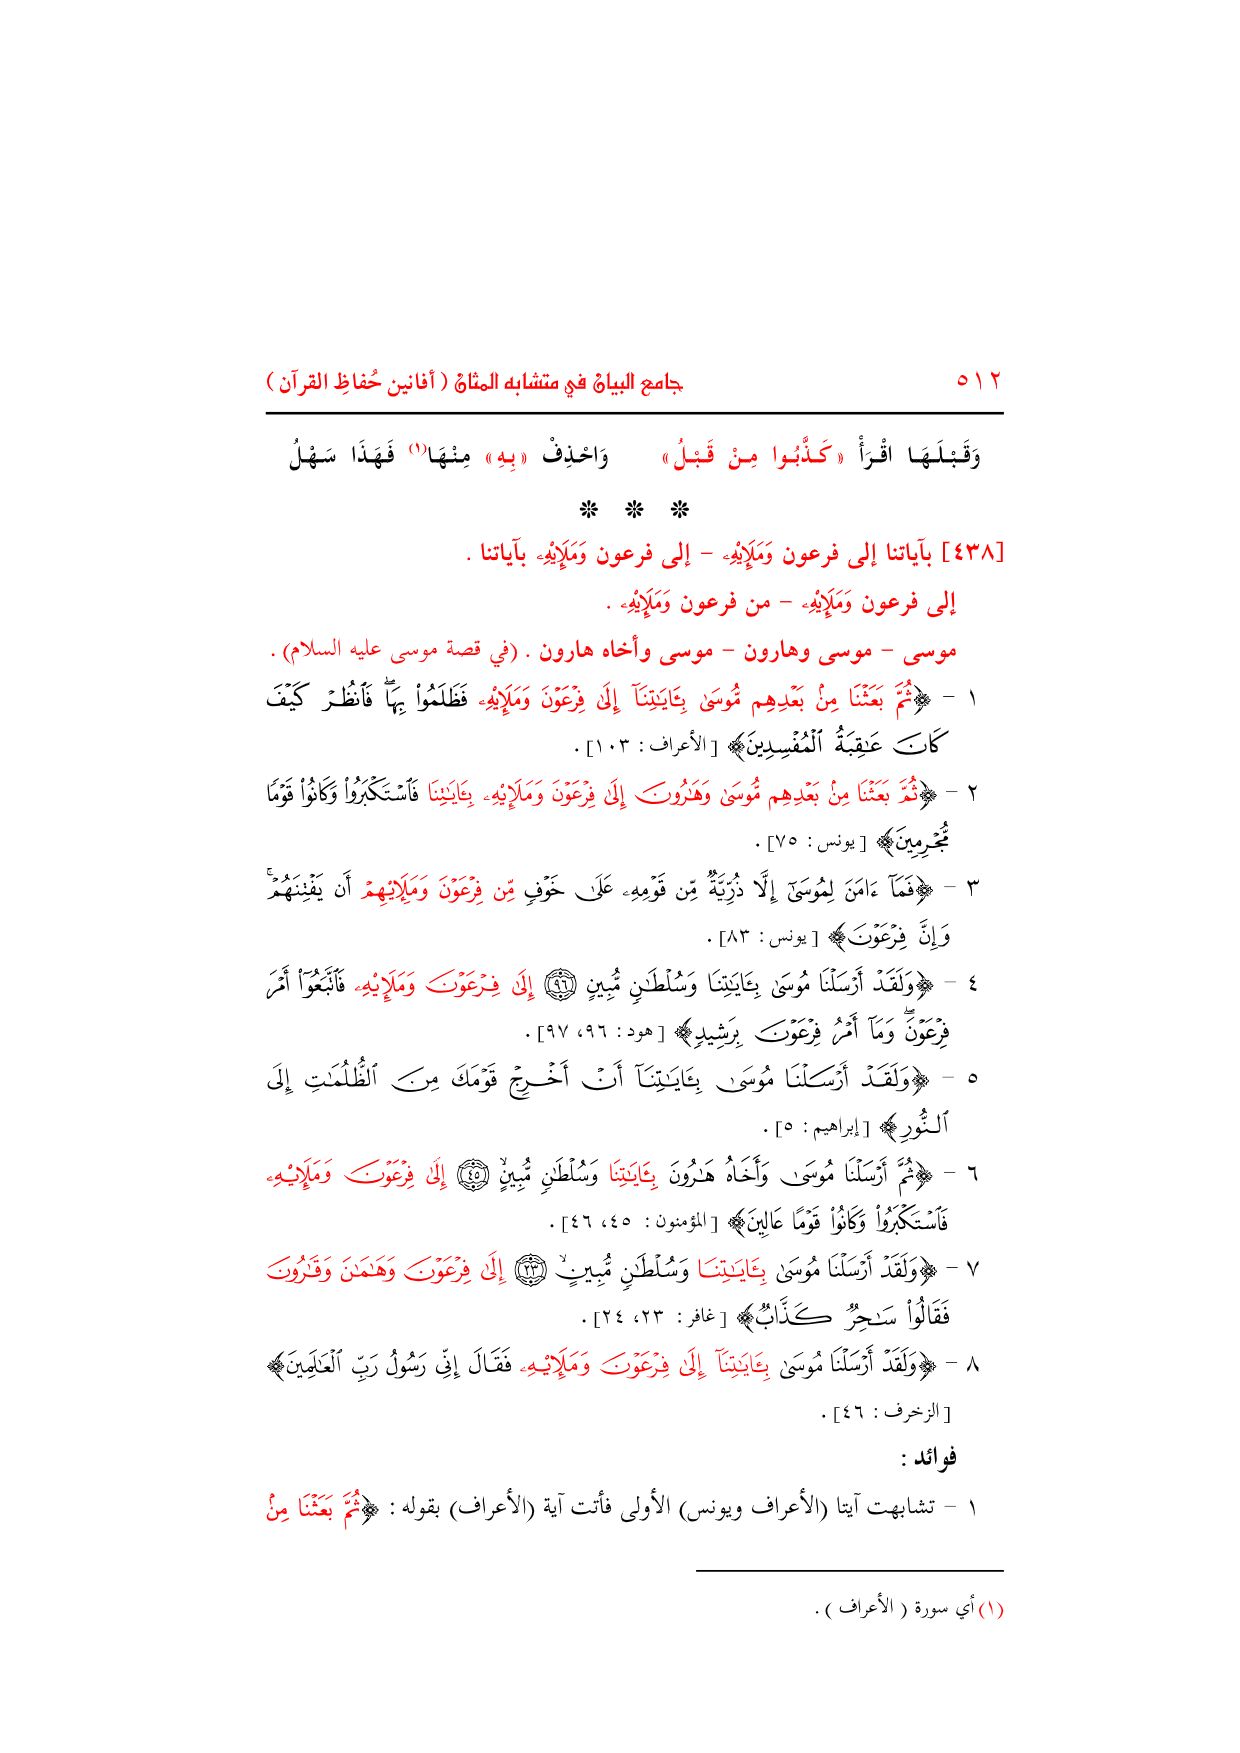 ٥١٢ جامع البيان في متشابه المثان ( أفانين حُفاظِ القرآن )
وَقَبْلَهَا اقْرَأْ «كَذَّبُوا مِنْ قَبْلُ» وَاحْذِفْ «بِهِ» مِنْهَا(١) فَهَذَا سَهْلُ
[٤٣٨] بآياتنا إلى فرعون وَمَلَإِيْهِۦ – إلى فرعون وَمَلَإِيْهِۦ بآياتنا .
إلى فرعون وَمَلَإِيْهِۦ – من فرعون وَمَلَإِيْهِۦ .
موسى – موسى وهارون – موسى وأخاه هارون . (في قصة موسى عليه السلام) .
١ – ﴿ثُمَّ بَعَثْنَا مِنۢ بَعْدِهِم مُّوسَىٰ بِـَٔايَـٰتِنَآ إِلَىٰ فِرْعَوْنَ وَمَلَإِيْهِۦ فَظَلَمُوا۟ بِهَا ۖ فَٱنظُرْ كَيْفَ
كَانَ عَـٰقِبَةُ ٱلْمُفْسِدِينَ﴾ [الأعراف : ١٠٣] .
٢ – ﴿ثُمَّ بَعَثْنَا مِنۢ بَعْدِهِم مُّوسَىٰ وَهَـٰرُونَ إِلَىٰ فِرْعَوْنَ وَمَلَإِيْهِۦ بِـَٔايَـٰتِنَا فَٱسْتَكْبَرُوا۟ وَكَانُوا۟ قَوْمًا
مُّجْرِمِينَ﴾ [يونس : ٧٥] .
٣ – ﴿فَمَآ ءَامَنَ لِمُوسَىٰٓ إِلَّا ذُرِّيَّةٌ مِّن قَوْمِهِۦ عَلَىٰ خَوْفٍ مِّن فِرْعَوْنَ وَمَلَإِيْهِمْ أَن يَفْتِنَهُمْ ۚ
وَإِنَّ فِرْعَوْنَ﴾ [يونس : ٨٣] .
٤ – ﴿وَلَقَدْ أَرْسَلْنَا مُوسَىٰ بِـَٔايَـٰتِنَا وَسُلْطَـٰنٍ مُّبِينٍ ٩٦ إِلَىٰ فِرْعَوْنَ وَمَلَإِيْهِۦ فَٱتَّبَعُوٓا۟ أَمْرَ
فِرْعَوْنَ ۖ وَمَآ أَمْرُ فِرْعَوْنَ بِرَشِيدٍ﴾ [هود : ٩٦، ٩٧] .
٥ – ﴿وَلَقَدْ أَرْسَلْنَا مُوسَىٰ بِـَٔايَـٰتِنَآ أَنْ أَخْرِجْ قَوْمَكَ مِنَ ٱلظُّلُمَـٰتِ إِلَى
ٱلنُّورِ﴾ [إبراهيم : ٥] .
٦ – ﴿ثُمَّ أَرْسَلْنَا مُوسَىٰ وَأَخَاهُ هَـٰرُونَ بِـَٔايَـٰتِنَا وَسُلْطَـٰنٍ مُّبِينٍ ٤٥ إِلَىٰ فِرْعَوْنَ وَمَلَإِيْهِۦ
فَٱسْتَكْبَرُوا۟ وَكَانُوا۟ قَوْمًا عَالِينَ﴾ [المؤمنون : ٤٥، ٤٦] .
٧ – ﴿وَلَقَدْ أَرْسَلْنَا مُوسَىٰ بِـَٔايَـٰتِنَا وَسُلْطَـٰنٍ مُّبِينٍ ٢٣ إِلَىٰ فِرْعَوْنَ وَهَـٰمَـٰنَ وَقَـٰرُونَ
فَقَالُوا۟ سَـٰحِرٌ كَذَّابٌ﴾ [غافر : ٢٣، ٢٤] .
٨ – ﴿وَلَقَدْ أَرْسَلْنَا مُوسَىٰ بِـَٔايَـٰتِنَآ إِلَىٰ فِرْعَوْنَ وَمَلَإِيْهِۦ فَقَالَ إِنِّى رَسُولُ رَبِّ ٱلْعَـٰلَمِينَ﴾
[الزخرف : ٤٦] .
فوائد :
١ – تشابهت آيتا (الأعراف ويونس) الأولى فأتت آية (الأعراف) بقوله : ﴿ثُمَّ بَعَثْنَا مِنۢ
(١) أي سورة ( الأعراف ) .